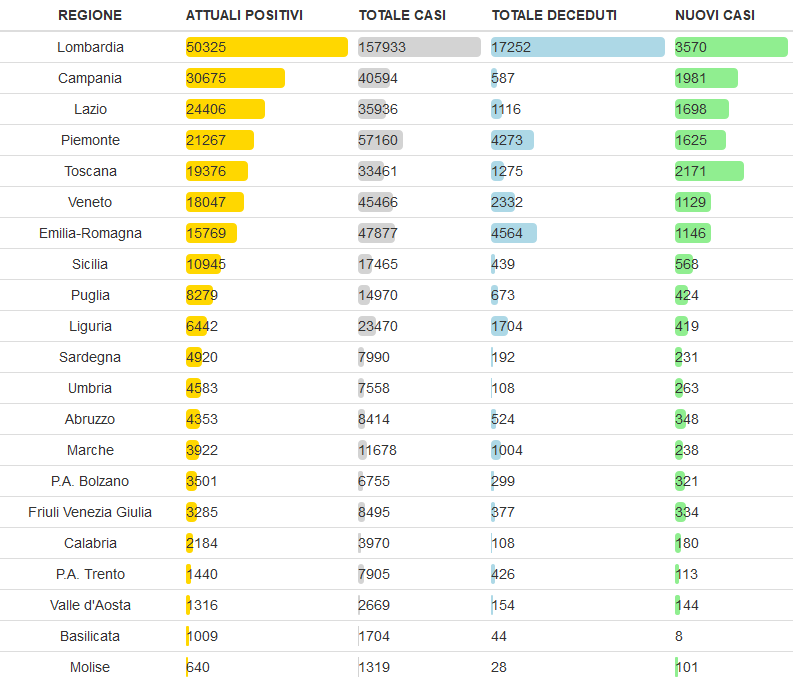 REGIONE ATTUALI POSITIVI TOTALE CASI TOTALE DECEDUTI NUOVI CASI
Lombardia 50325 157933 17252 3570
Campania 30675 40594 587 1981
Lazio 24406 35936 1116 1698
Piemonte 21267 57160 4273 1625
Toscana 19376 33461 1275 2171
Veneto 18047 45466 2332 1129
Emilia-Romagna 15769 47877 4564 1146
Sicilia 10945 17465 439 568
Puglia 8279 14970 673 424
Liguria 6442 23470 1704 419
Sardegna 4920 7990 192 231
Umbria 4583 7558 108 263
Abruzzo 4353 8414 524 348
Marche 3922 11678 1004 238
P.A. Bolzano 3501 6755 299 321
Friuli Venezia Giulia 3285 8495 377 334
Calabria 2184 3970 108 180
P.A. Trento 1440 7905 426 113
Valle d'Aosta 1316 2669 154 144
Basilicata 1009 1704 44 8
Molise 640 1319 28 101